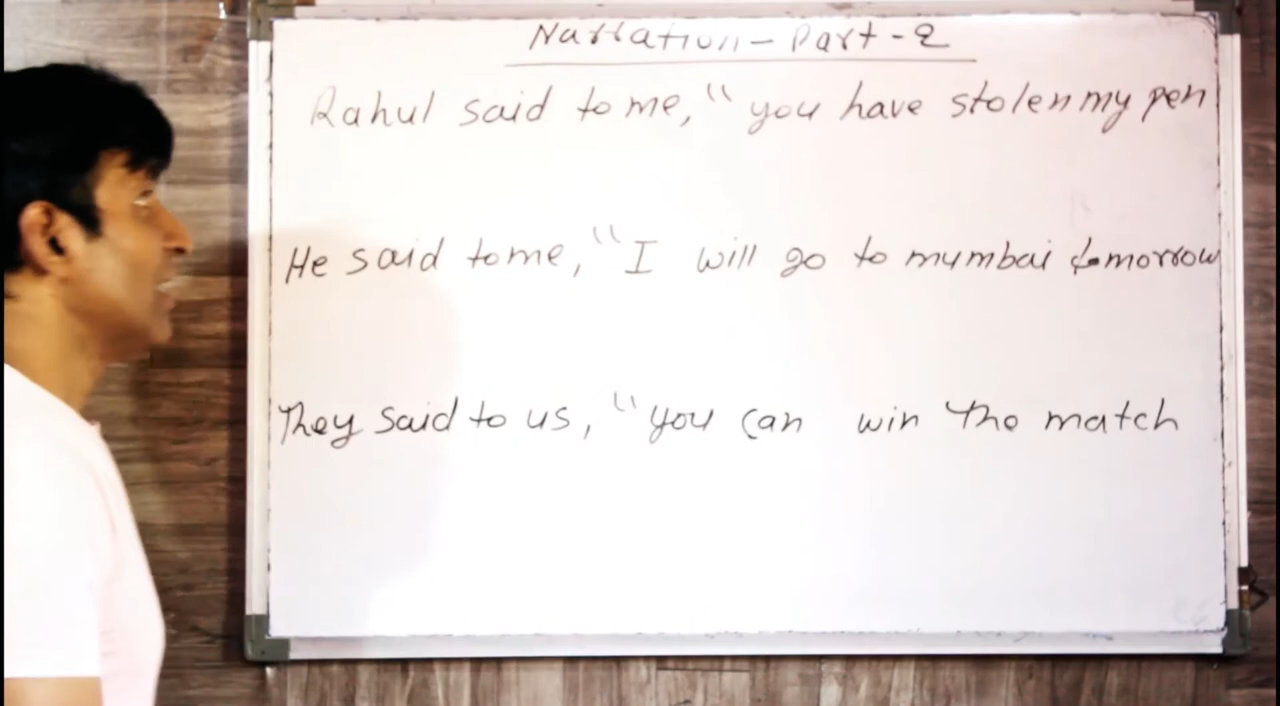 Narration - Part - 2
Rahul said to me, " you have stolen my pen
He said to me, " I will go to mumbai tomorrow
They said to us, " you can win the match